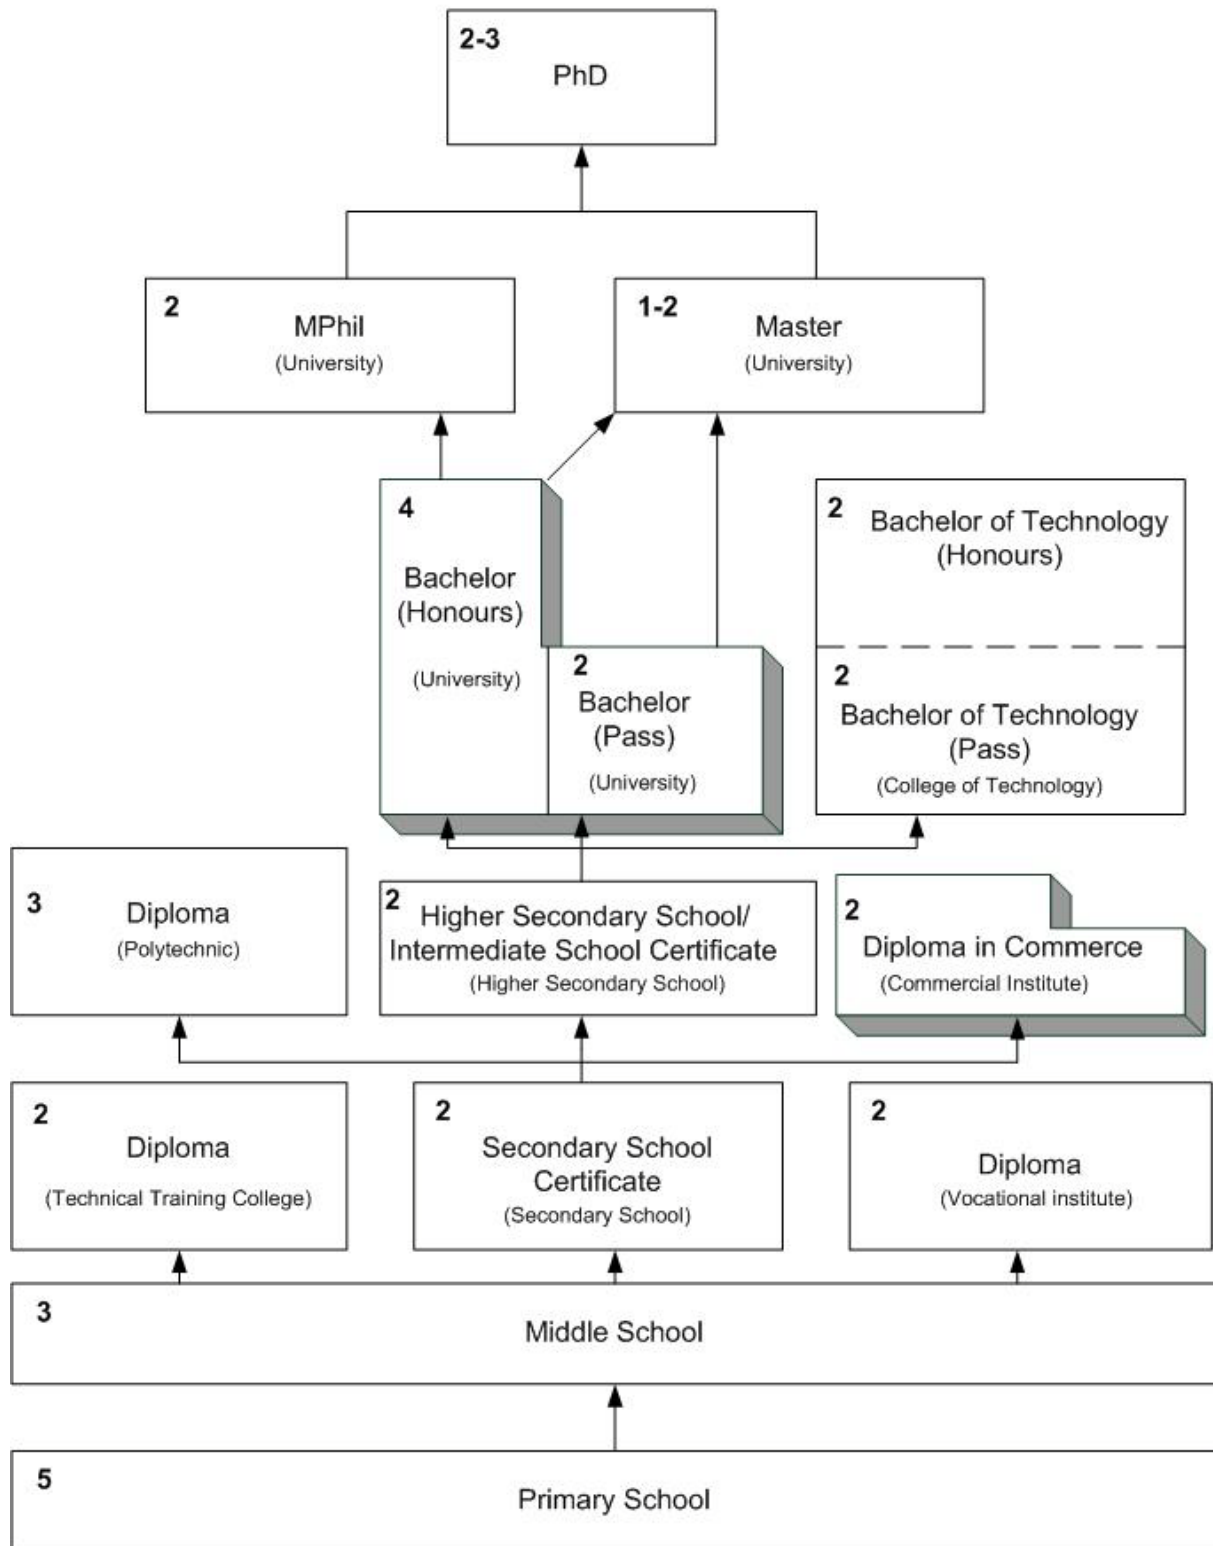 2-3
PhD
2
MPhil
(University)
1-2
Master
(University)
4
Bachelor
(Honours)
(University)
2
Bachelor
(Pass)
(University)
2
Bachelor of Technology
(Honours)
2
Bachelor of Technology
(Pass)
(College of Technology)
3
Diploma
(Polytechnic)
2
Higher Secondary School/
Intermediate School Certificate
(Higher Secondary School)
2
Diploma in Commerce
(Commercial Institute)
2
Diploma
(Technical Training College)
2
Secondary School
Certificate
(Secondary School)
2
Diploma
(Vocational institute)
3
Middle School
5
Primary School